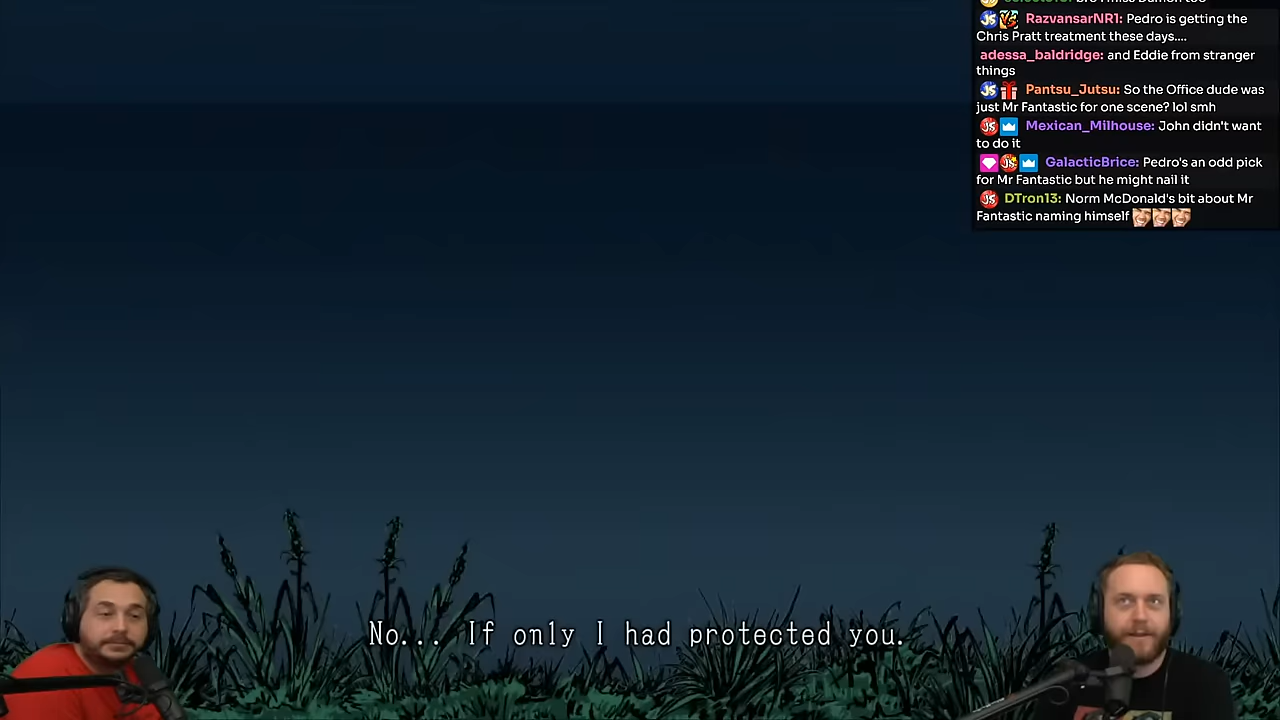 RazvansarNR1: Pedro is getting the
Chris Pratt treatment these days....
adessa_baldridge: and Eddie from stranger
things
Pantsu_Jutsu: So the Office dude was
just Mr Fantastic for one scene? lol smh
Mexican_Milhouse: John didn't want
to do it
GalacticBrice: Pedro's an odd pick
for Mr Fantastic but he might nail it
DTron13: Norm McDonald's bit about Mr
Fantastic naming himself
No... If only I had protected you.